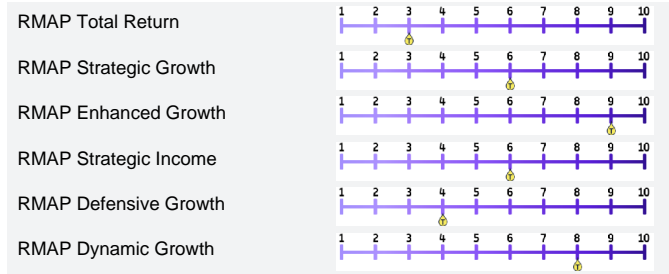 RMAP Total Return 1 2 3 4 5 6 7 8 9 10
T
RMAP Strategic Growth 1 2 3 4 5 6 7 8 9 10
T
RMAP Enhanced Growth 1 2 3 4 5 6 7 8 9 10
T
RMAP Strategic Income 1 2 3 4 5 6 7 8 9 10
T
RMAP Defensive Growth 1 2 3 4 5 6 7 8 9 10
T
RMAP Dynamic Growth 1 2 3 4 5 6 7 8 9 10
T